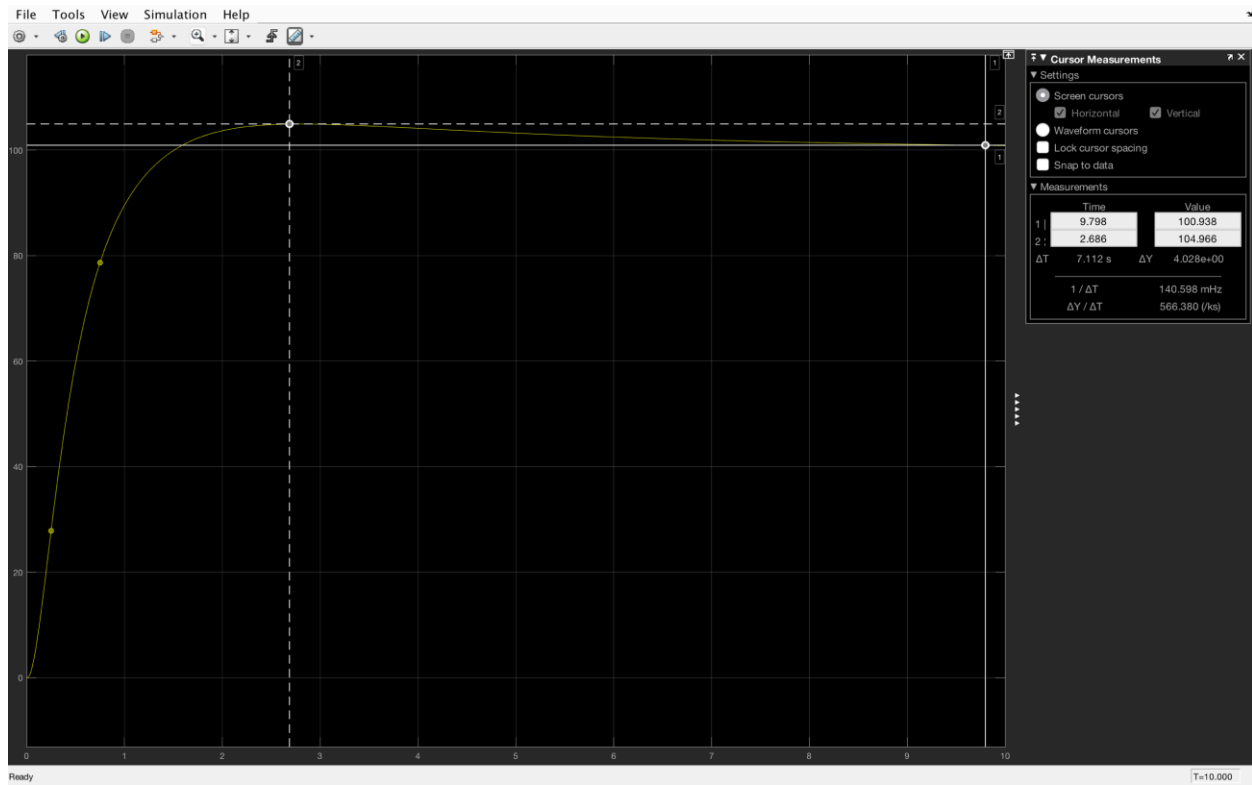 File Tools View Simulation Help
2
1
Cursor Measurements
Settings
Screen cursors
Horizontal Vertical
Waveform cursors
Lock cursor spacing
Snap to data
Measurements
Time Value
1 | 9.798 100.938
2 : 2.686 104.966
ΔT 7.112 s ΔY 4.028e+00
1 / ΔT 140.598 mHz
ΔY / ΔT 566.380 (/ks)
2
1
100
80
60
40
20
0
0 1 2 3 4 5 6 7 8 9 10
Ready T=10.000